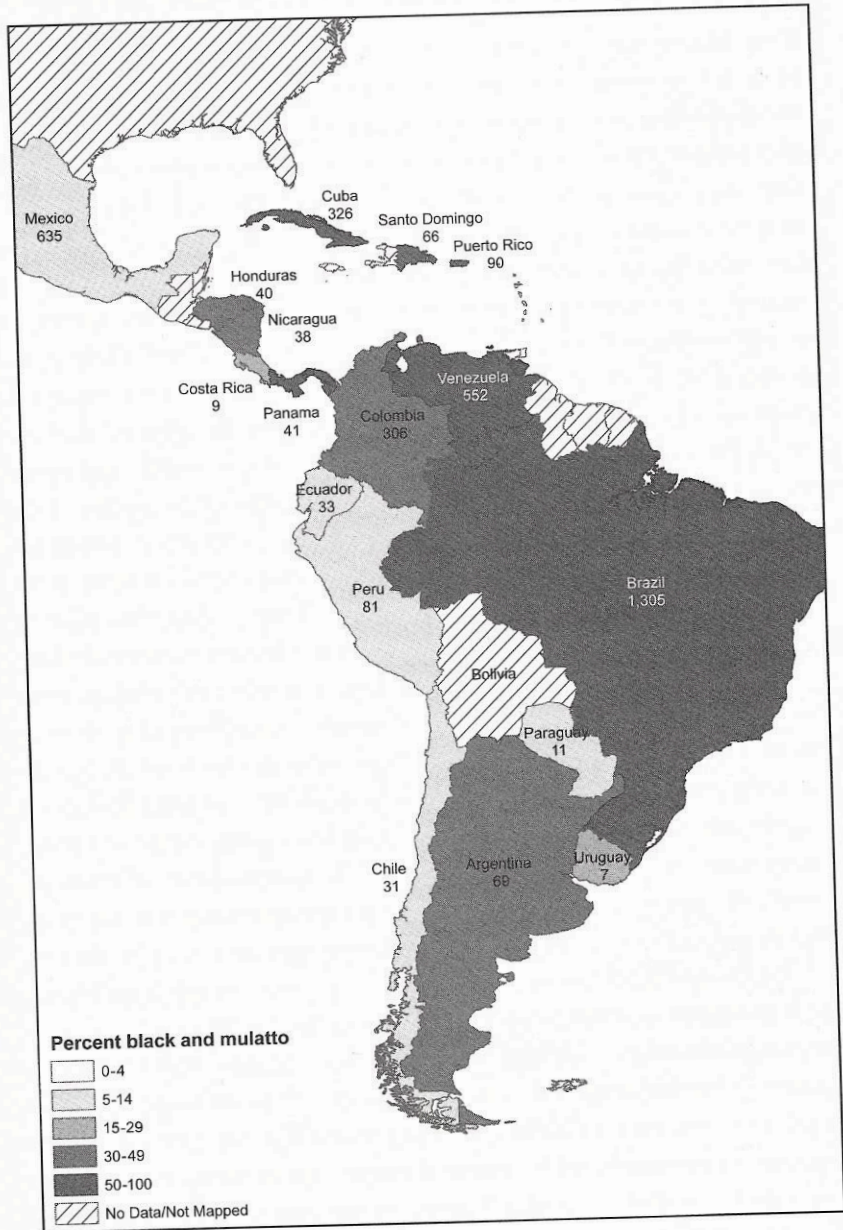 Cuba
326
Santo Domingo
66
Puerto Rico
90
Mexico
635
Honduras
40
Nicaragua
38
Costa Rica
9
Panama
41
Venezuela
552
Colombia
306
Ecuador
33
Peru
81
Brazil
1,305
Bolivia
Paraguay
11
Chile
31
Argentina
69
Uruguay
7
Percent black and mulatto
0-4
5-14
15-29
30-49
50-100
No Data/Not Mapped